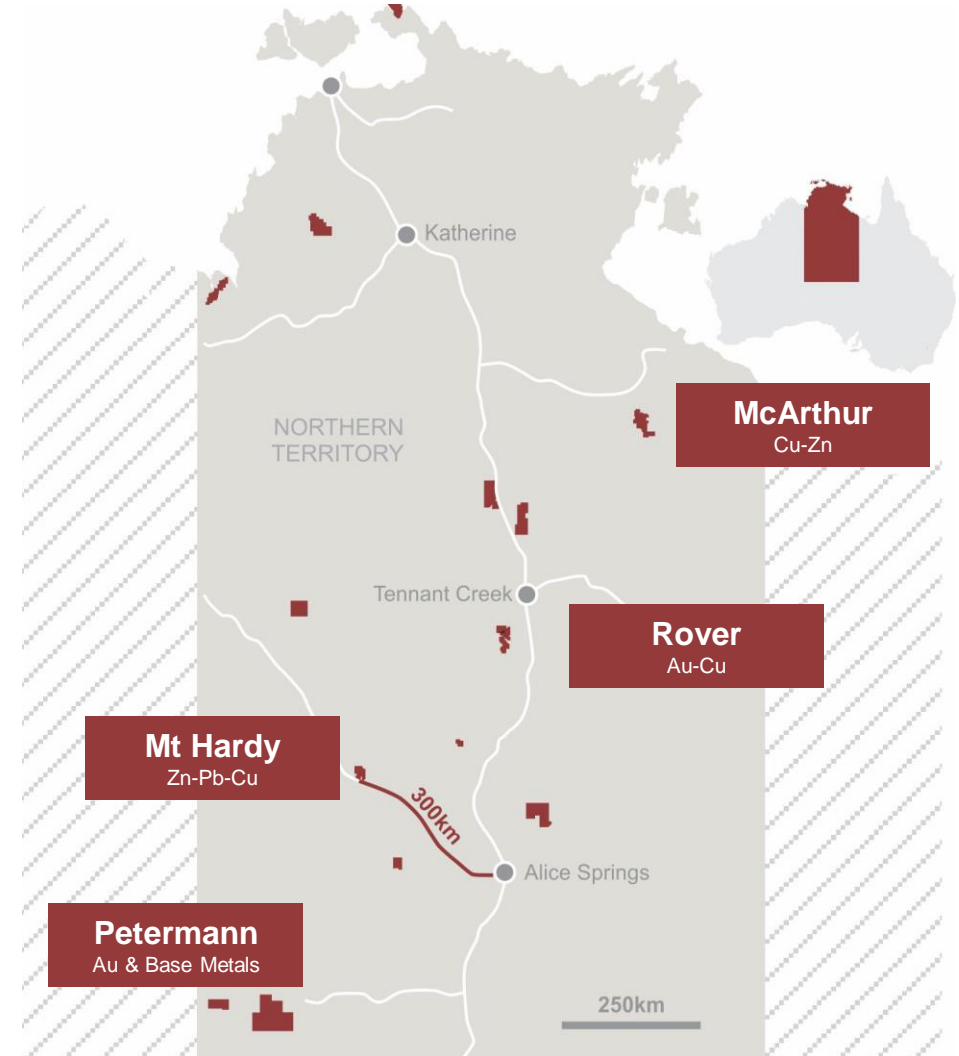 Katherine
NORTHERN
TERRITORY
McArthur
Cu-Zn
Tennant Creek
Rover
Au-Cu
Mt Hardy
Zn-Pb-Cu
300km
Alice Springs
Petermann
Au & Base Metals
250km